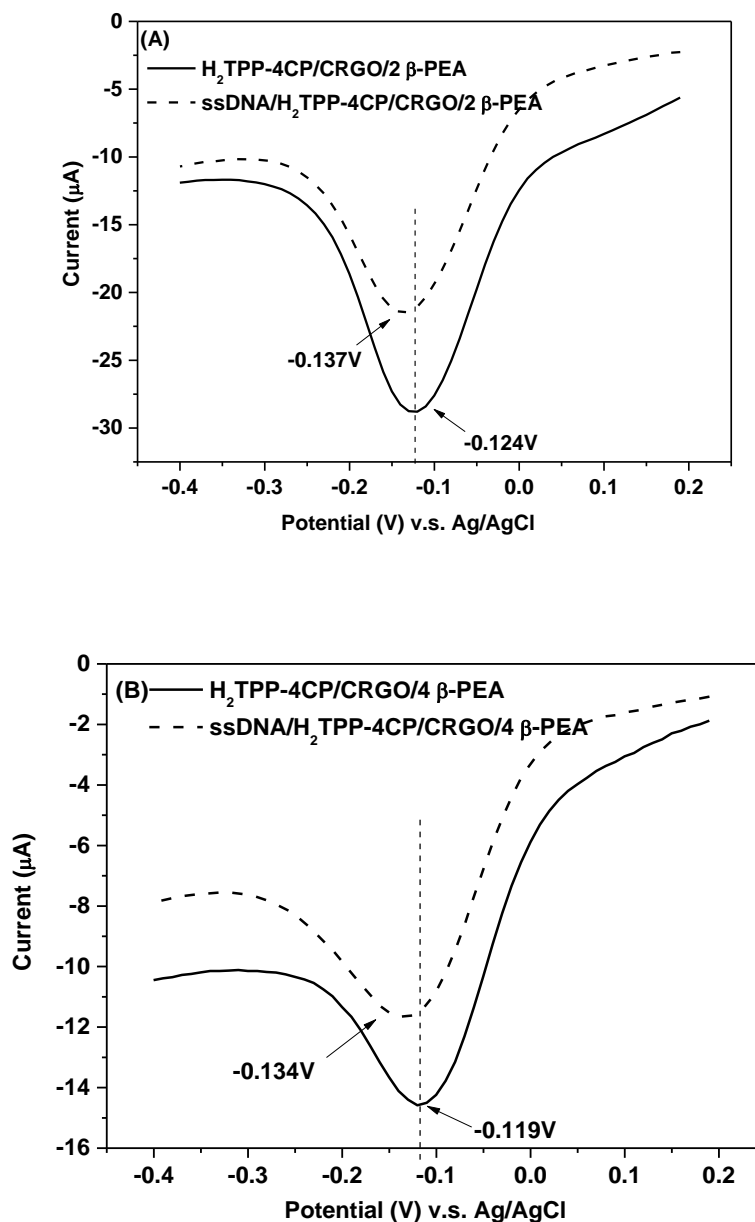 (A)
H₂TPP-4CP/CRGO/2 β-PEA
ssDNA/H₂TPP-4CP/CRGO/2 β-PEA
Current (μA)
0
-5
-10
-15
-20
-25
-30
-0.137V
-0.124V
-0.4 -0.3 -0.2 -0.1 0.0 0.1 0.2
Potential (V) v.s. Ag/AgCl
(B)
H₂TPP-4CP/CRGO/4 β-PEA
ssDNA/H₂TPP-4CP/CRGO/4 β-PEA
Current (μA)
0
-2
-4
-6
-8
-10
-12
-14
-16
-0.134V
-0.119V
-0.4 -0.3 -0.2 -0.1 0.0 0.1 0.2
Potential (V) v.s. Ag/AgCl